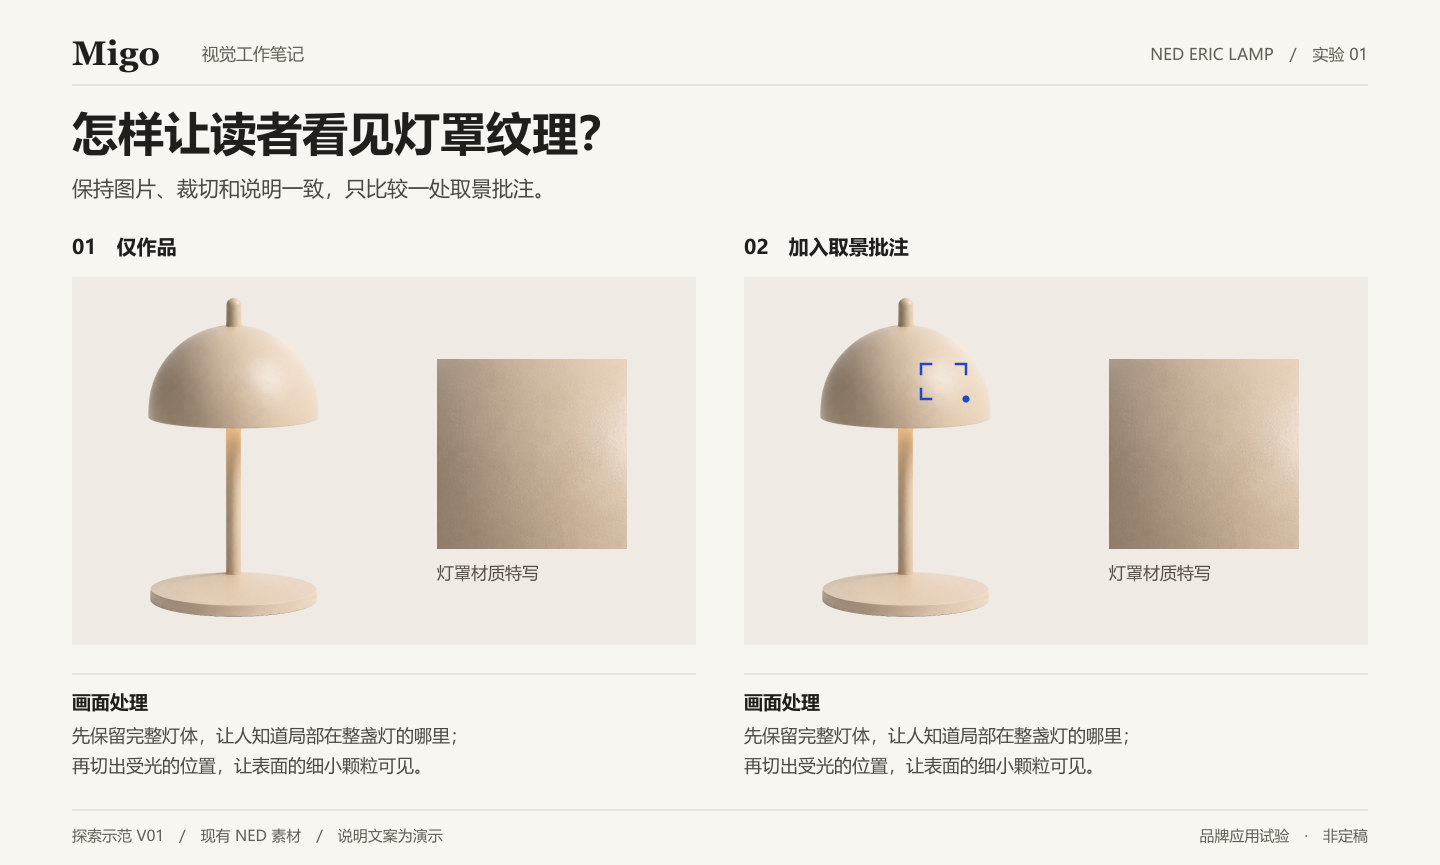 Migo 视觉工作笔记 NED ERIC LAMP / 实验 01
怎样让读者看见灯罩纹理？
保持图片、裁切和说明一致，只比较一处取景批注。
01 仅作品
灯罩材质特写
画面处理
先保留完整灯体，让人知道局部在整盏灯的哪里；
再切出受光的位置，让表面的细小颗粒可见。
02 加入取景批注
灯罩材质特写
画面处理
先保留完整灯体，让人知道局部在整盏灯的哪里；
再切出受光的位置，让表面的细小颗粒可见。
探索示范 V01 / 现有 NED 素材 / 说明文案为演示 品牌应用试验 · 非定稿